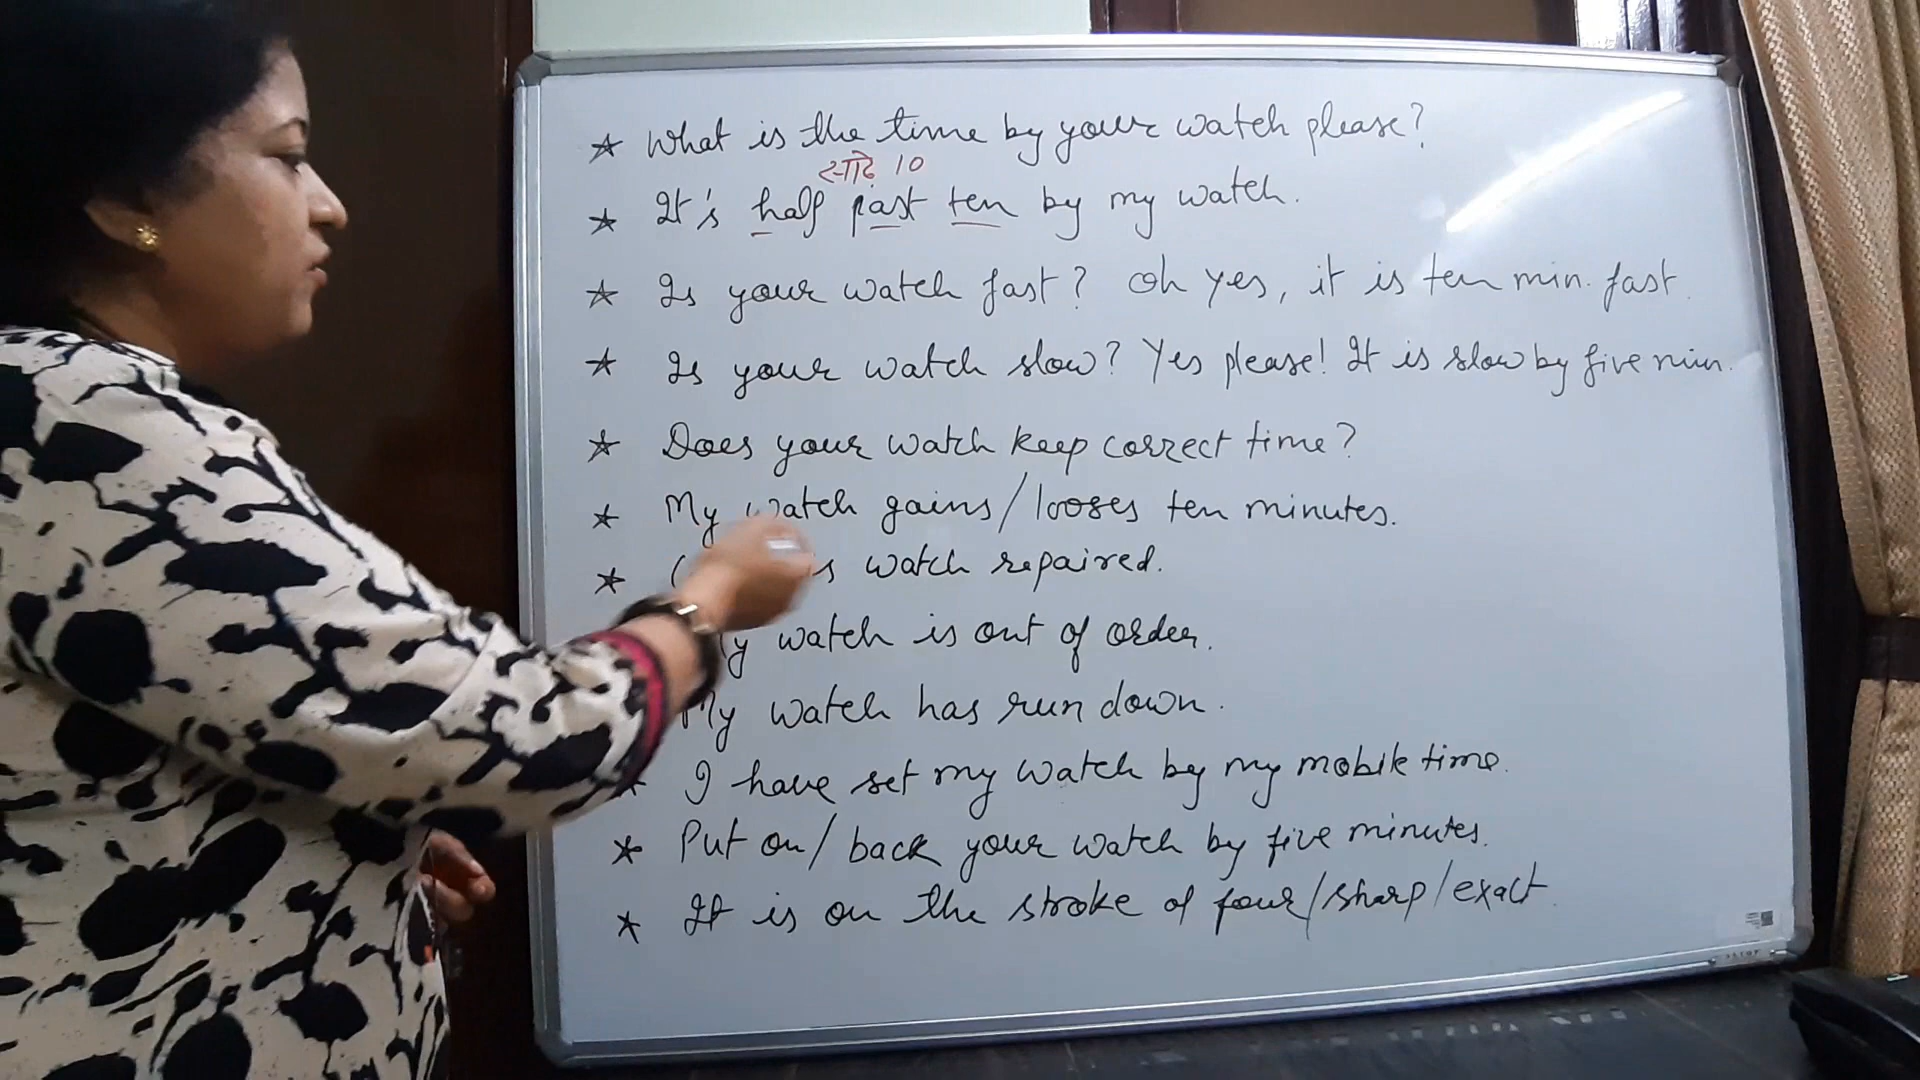 What is the time by your watch please?
साढ़े 10
It's half past ten by my watch.
Is your watch fast? Oh yes, it is ten min. fast.
Is your watch slow? Yes please! It is slow by five min.
Does your watch keep correct time?
My watch gains/looses ten minutes.
watch repaired.
My watch is out of order.
My watch has run down.
I have set my watch by my mobile time.
Put on/back your watch by five minutes.
It is on the stroke of four/sharp/exact